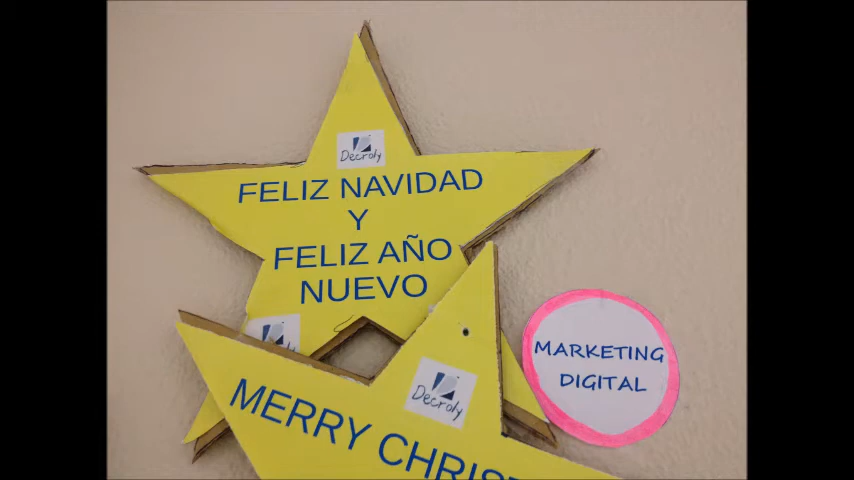 Decroly
FELIZ NAVIDAD
Y
FELIZ AÑO
NUEVO
MARKETING
DIGITAL
Decroly
MERRY